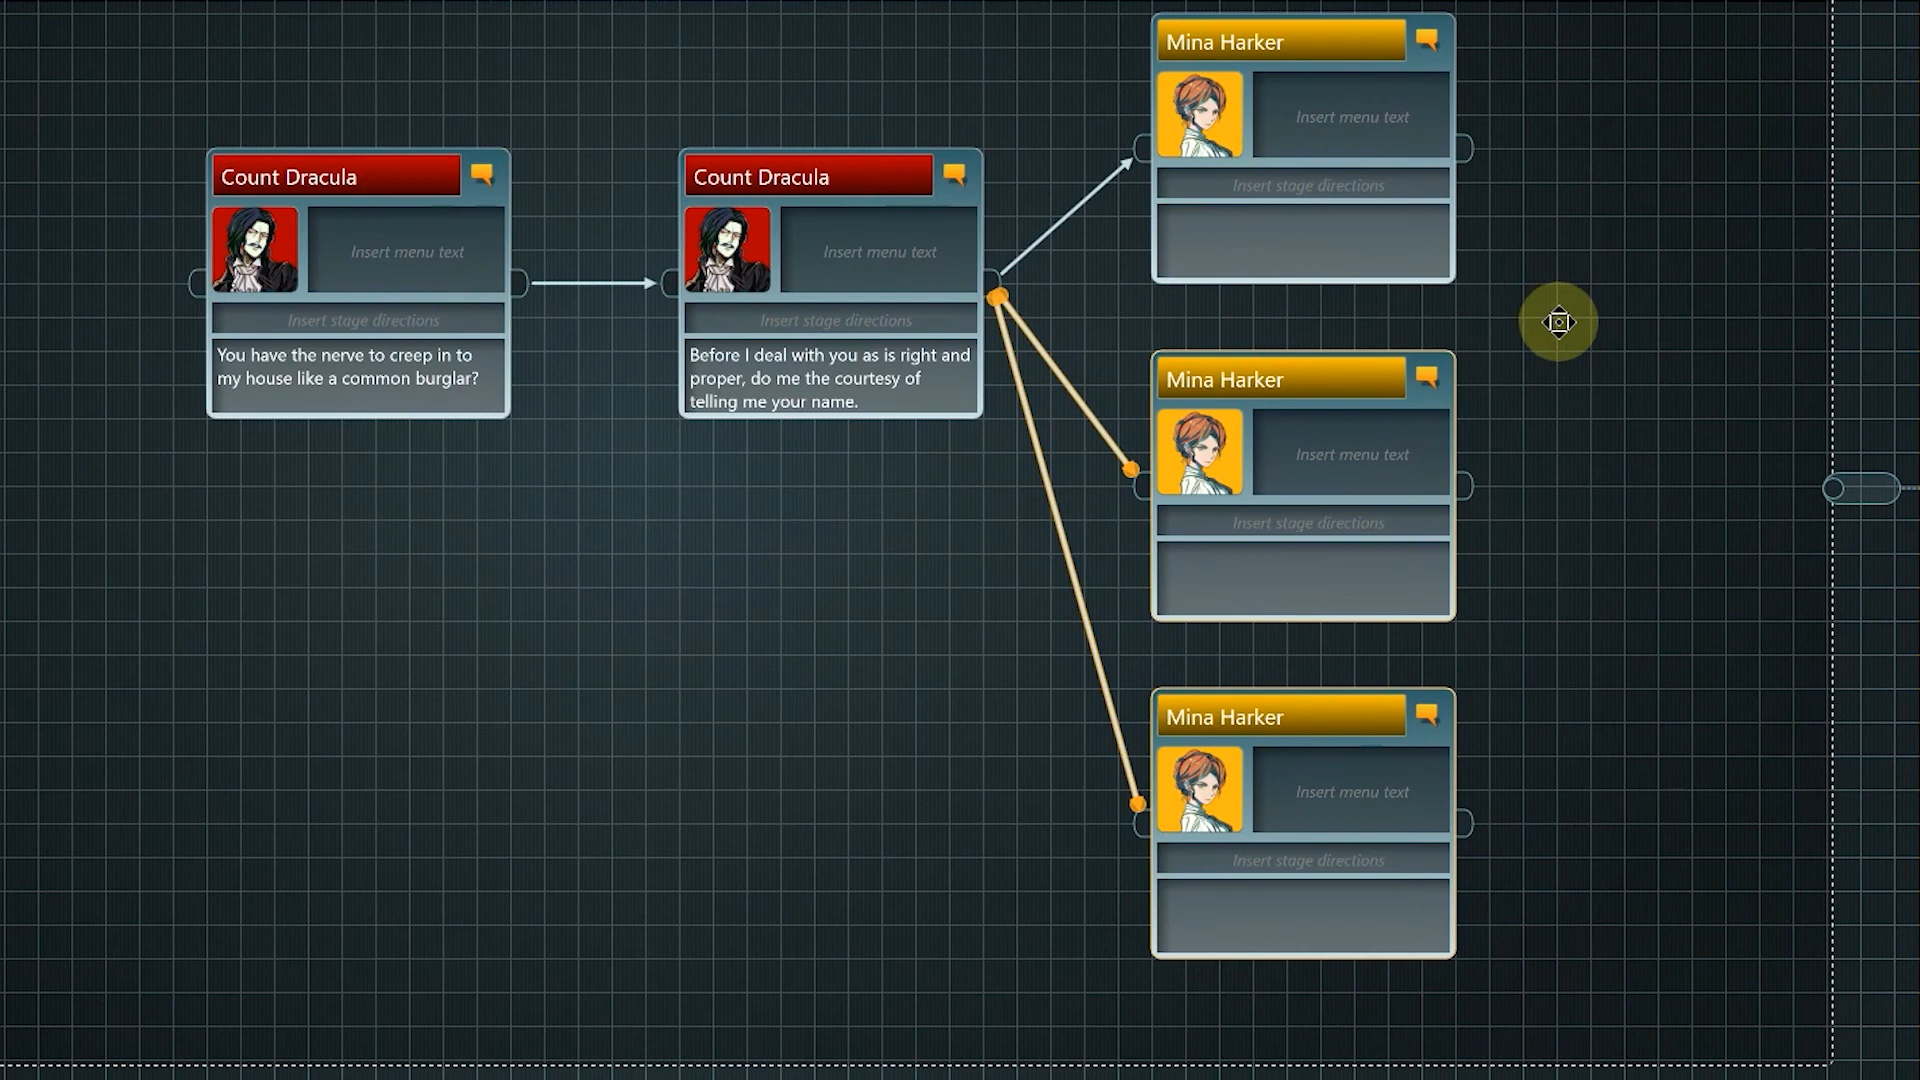 Count Dracula
Insert menu text
Insert stage directions
You have the nerve to creep in to
my house like a common burglar?
Count Dracula
Insert menu text
Insert stage directions
Before I deal with you as is right and
proper, do me the courtesy of
telling me your name.
Mina Harker
Insert menu text
Insert stage directions
Mina Harker
Insert menu text
Insert stage directions
Mina Harker
Insert menu text
Insert stage directions